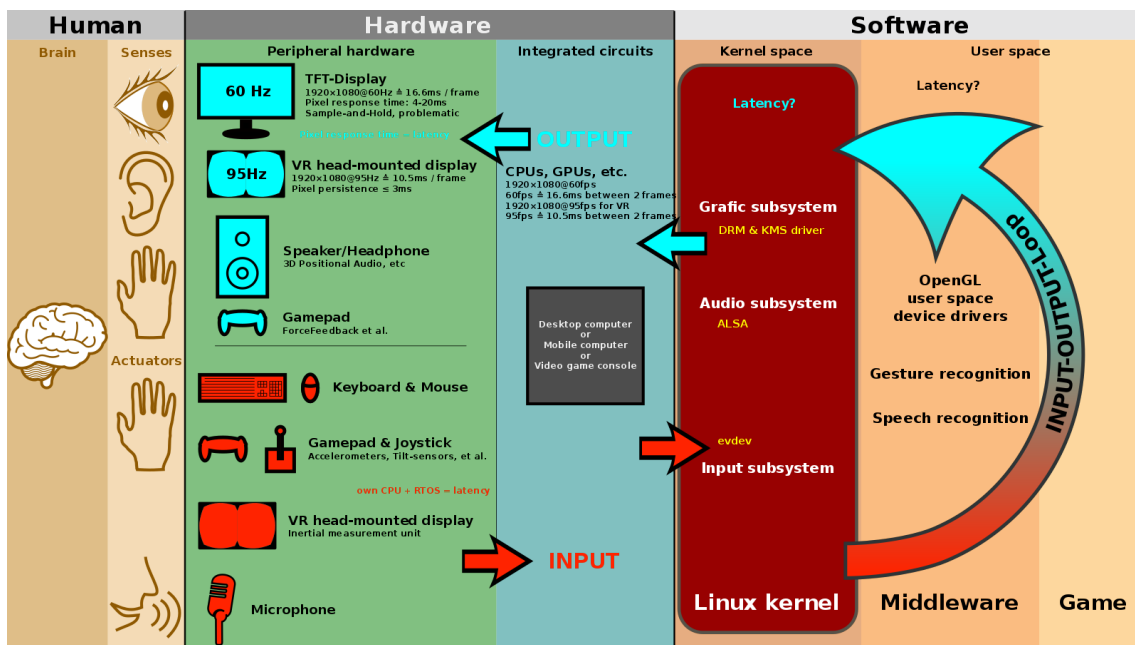 Human
Hardware
Software
Brain
Senses
Peripheral hardware
Integrated circuits
Kernel space
User space
60 Hz
TFT-Display
1920×1080@60Hz ≙ 16.6ms / frame
Pixel response time: 4-20ms
Sample-and-Hold, problematic
Pixel response time = latency
95Hz
VR head-mounted display
1920×1080@95Hz ≙ 10.5ms / frame
Pixel persistence ≤ 3ms
Speaker/Headphone
3D Positional Audio, etc
Gamepad
ForceFeedback et al.
Actuators
Keyboard & Mouse
Gamepad & Joystick
Accelerometers, Tilt-sensors, et al.
own CPU + RTOS = latency
VR head-mounted display
Inertial measurement unit
Microphone
OUTPUT
CPUs, GPUs, etc.
1920×1080@60fps
60fps ≙ 16.6ms between 2 frames
1920×1080@95fps for VR
95fps ≙ 10.5ms between 2 frames
Desktop computer
or
Mobile computer
or
Video game console
INPUT
Latency?
Grafic subsystem
DRM & KMS driver
Audio subsystem
ALSA
evdev
Input subsystem
Linux kernel
Latency?
OpenGL
user space
device drivers
Gesture recognition
Speech recognition
INPUT-OUTPUT-Loop
Middleware
Game